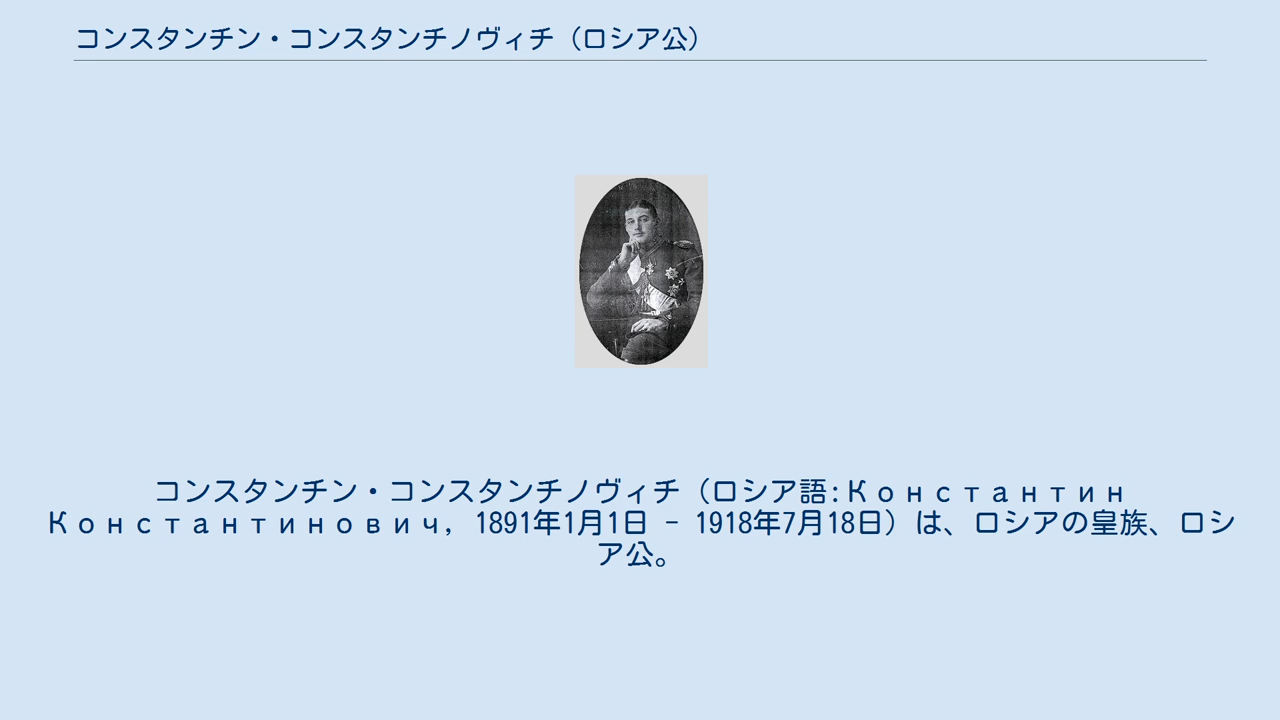 コンスタンチン・コンスタンチノヴィチ（ロシア公）
コンスタンチン・コンスタンチノヴィチ（ロシア語:Константин
Константинович, 1891年1月1日 - 1918年7月18日）は、ロシアの皇族、ロシ
ア公。